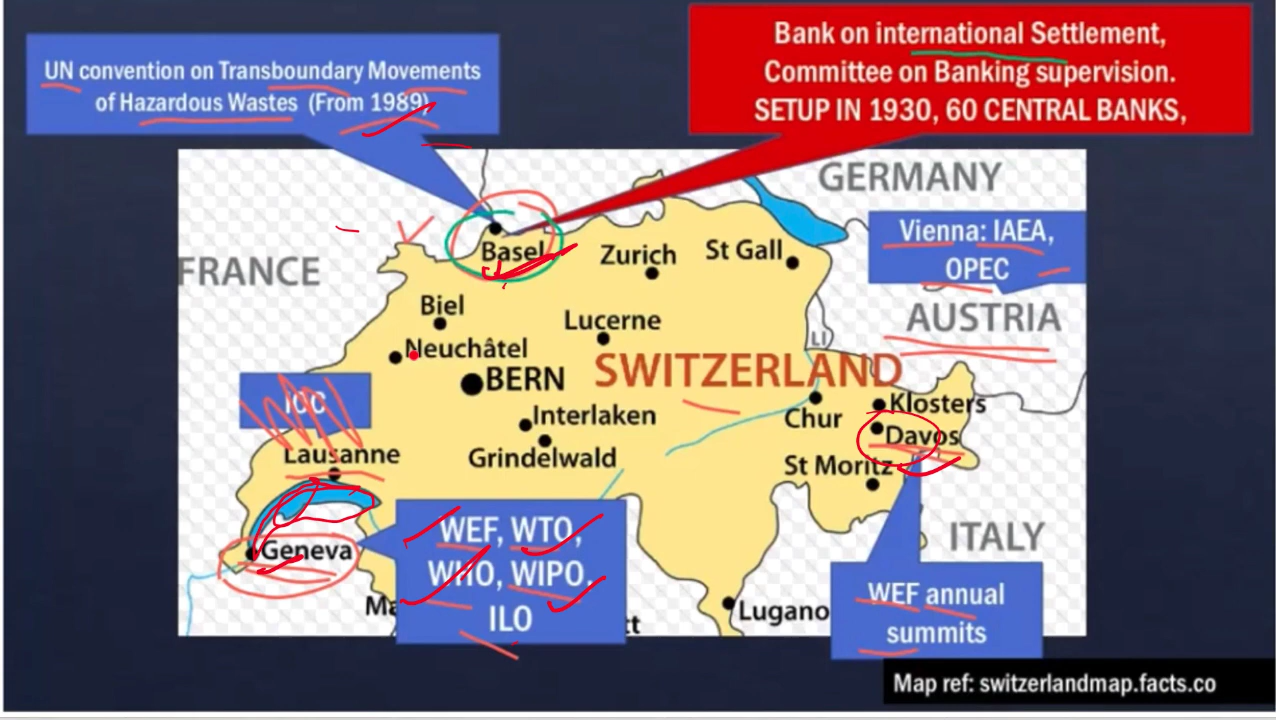 UN convention on Transboundary Movements
of Hazardous Wastes (From 1989)
Bank on international Settlement,
Committee on Banking supervision.
SETUP IN 1930, 60 CENTRAL BANKS,
GERMANY
Vienna: IAEA,
OPEC
AUSTRIA
FRANCE
Basel
Zurich
St Gall
Biel
Lucerne
LI
Neuchâtel
BERN
SWITZERLAND
ICC
Interlaken
Chur
Klosters
Davos
Lausanne
Grindelwald
St Moritz
Geneva
WEF, WTO,
WHO, WIPO,
ILO
ITALY
Ma
tt
Lugano
WEF annual
summits
Map ref: switzerlandmap.facts.co